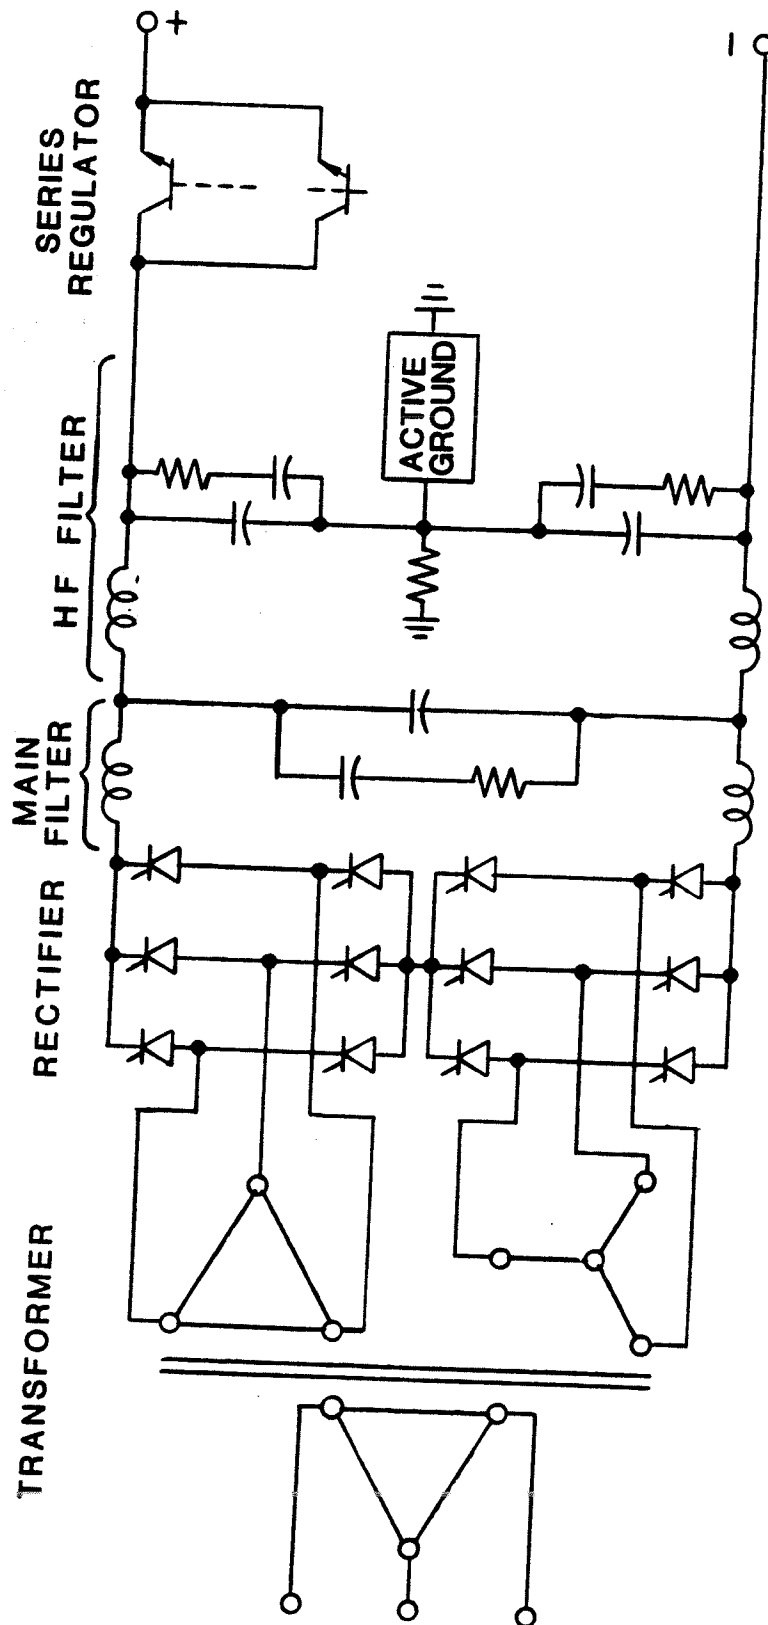 TRANSFORMER
RECTIFIER
MAIN
FILTER
HF FILTER
SERIES
REGULATOR
ACTIVE
GROUND
+
−